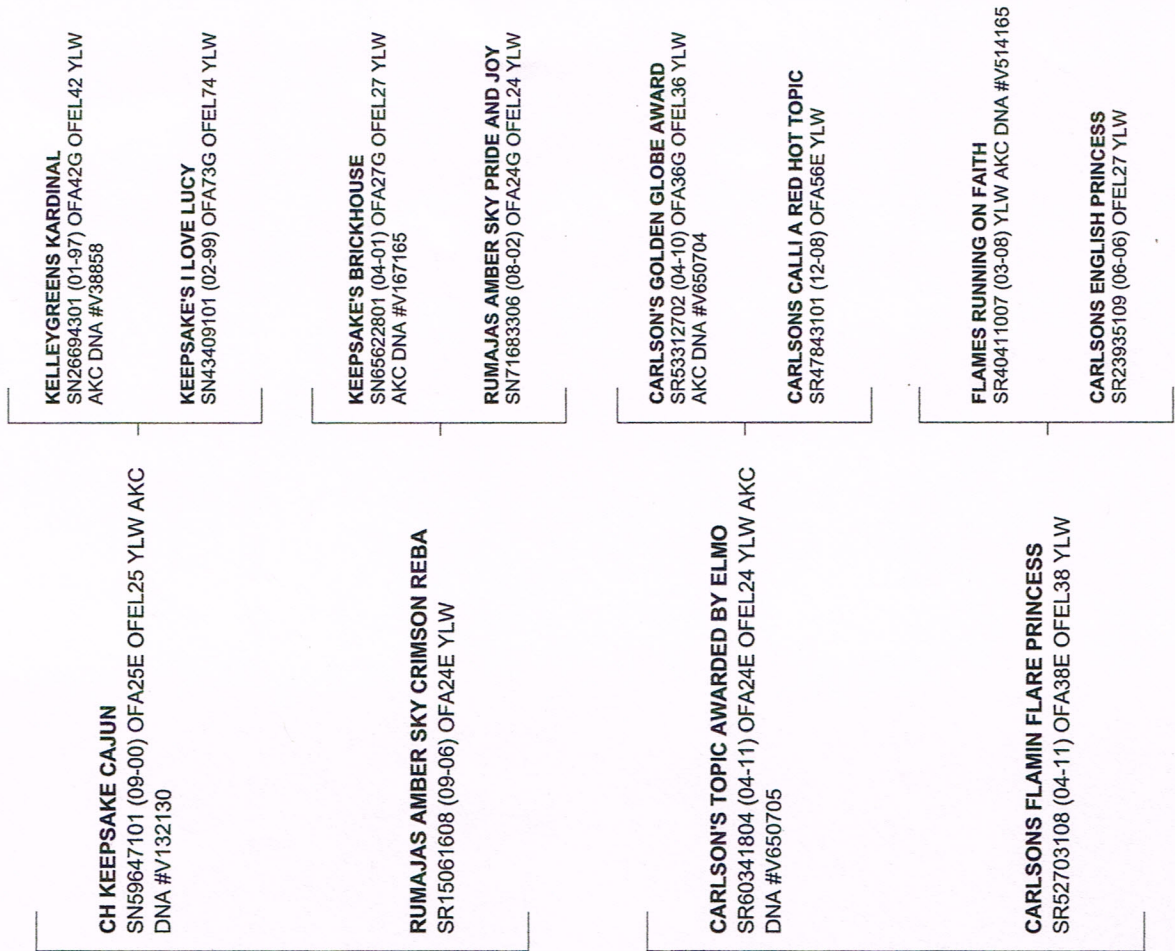 CH KEEPSAKE CAJUN
SN59647101 (09-00) OFA25E OFEL25 YLW AKC
DNA #V132130
RUMAJAS AMBER SKY CRIMSON REBA
SR15061608 (09-06) OFA24E YLW
CARLSON'S TOPIC AWARDED BY ELMO
SR60341804 (04-11) OFA24E OFEL24 YLW AKC
DNA #V650705
CARLSONS FLAMIN FLARE PRINCESS
SR52703108 (04-11) OFA38E OFEL38 YLW
KELLEYGREENS KARDINAL
SN26694301 (01-97) OFA42G OFEL42 YLW
AKC DNA #V38858
KEEPSAKE'S I LOVE LUCY
SN43409101 (02-99) OFA73G OFEL74 YLW
KEEPSAKE'S BRICKHOUSE
SN65622801 (04-01) OFA27G OFEL27 YLW
AKC DNA #V167165
RUMAJAS AMBER SKY PRIDE AND JOY
SN71683306 (08-02) OFA24G OFEL24 YLW
CARLSON'S GOLDEN GLOBE AWARD
SR53312702 (04-10) OFA36G OFEL36 YLW
AKC DNA #V650704
CARLSONS CALLI A RED HOT TOPIC
SR47843101 (12-08) OFA56E YLW
FLAMES RUNNING ON FAITH
SR40411007 (03-08) YLW AKC DNA #V514165
CARLSONS ENGLISH PRINCESS
SR23935109 (06-06) OFEL27 YLW